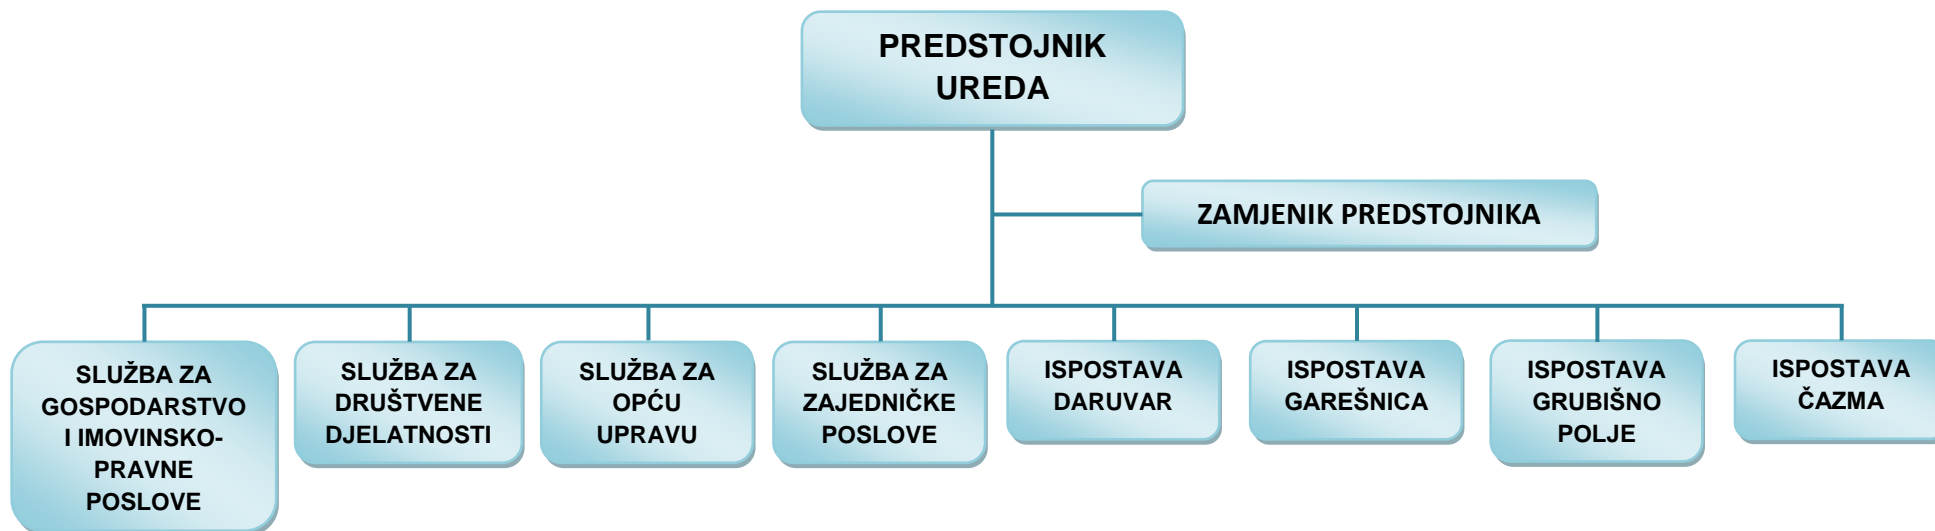 PREDSTOJNIK
UREDA
ZAMJENIK PREDSTOJNIKA
SLUŽBA ZA
GOSPODARSTVO
I IMOVINSKO-
PRAVNE
POSLOVE
SLUŽBA ZA
DRUŠTVENE
DJELATNOSTI
SLUŽBA ZA
OPĆU
UPRAVU
SLUŽBA ZA
ZAJEDNIČKE
POSLOVE
ISPOSTAVA
DARUVAR
ISPOSTAVA
GAREŠNICA
ISPOSTAVA
GRUBIŠNO
POLJE
ISPOSTAVA
ČAZMA